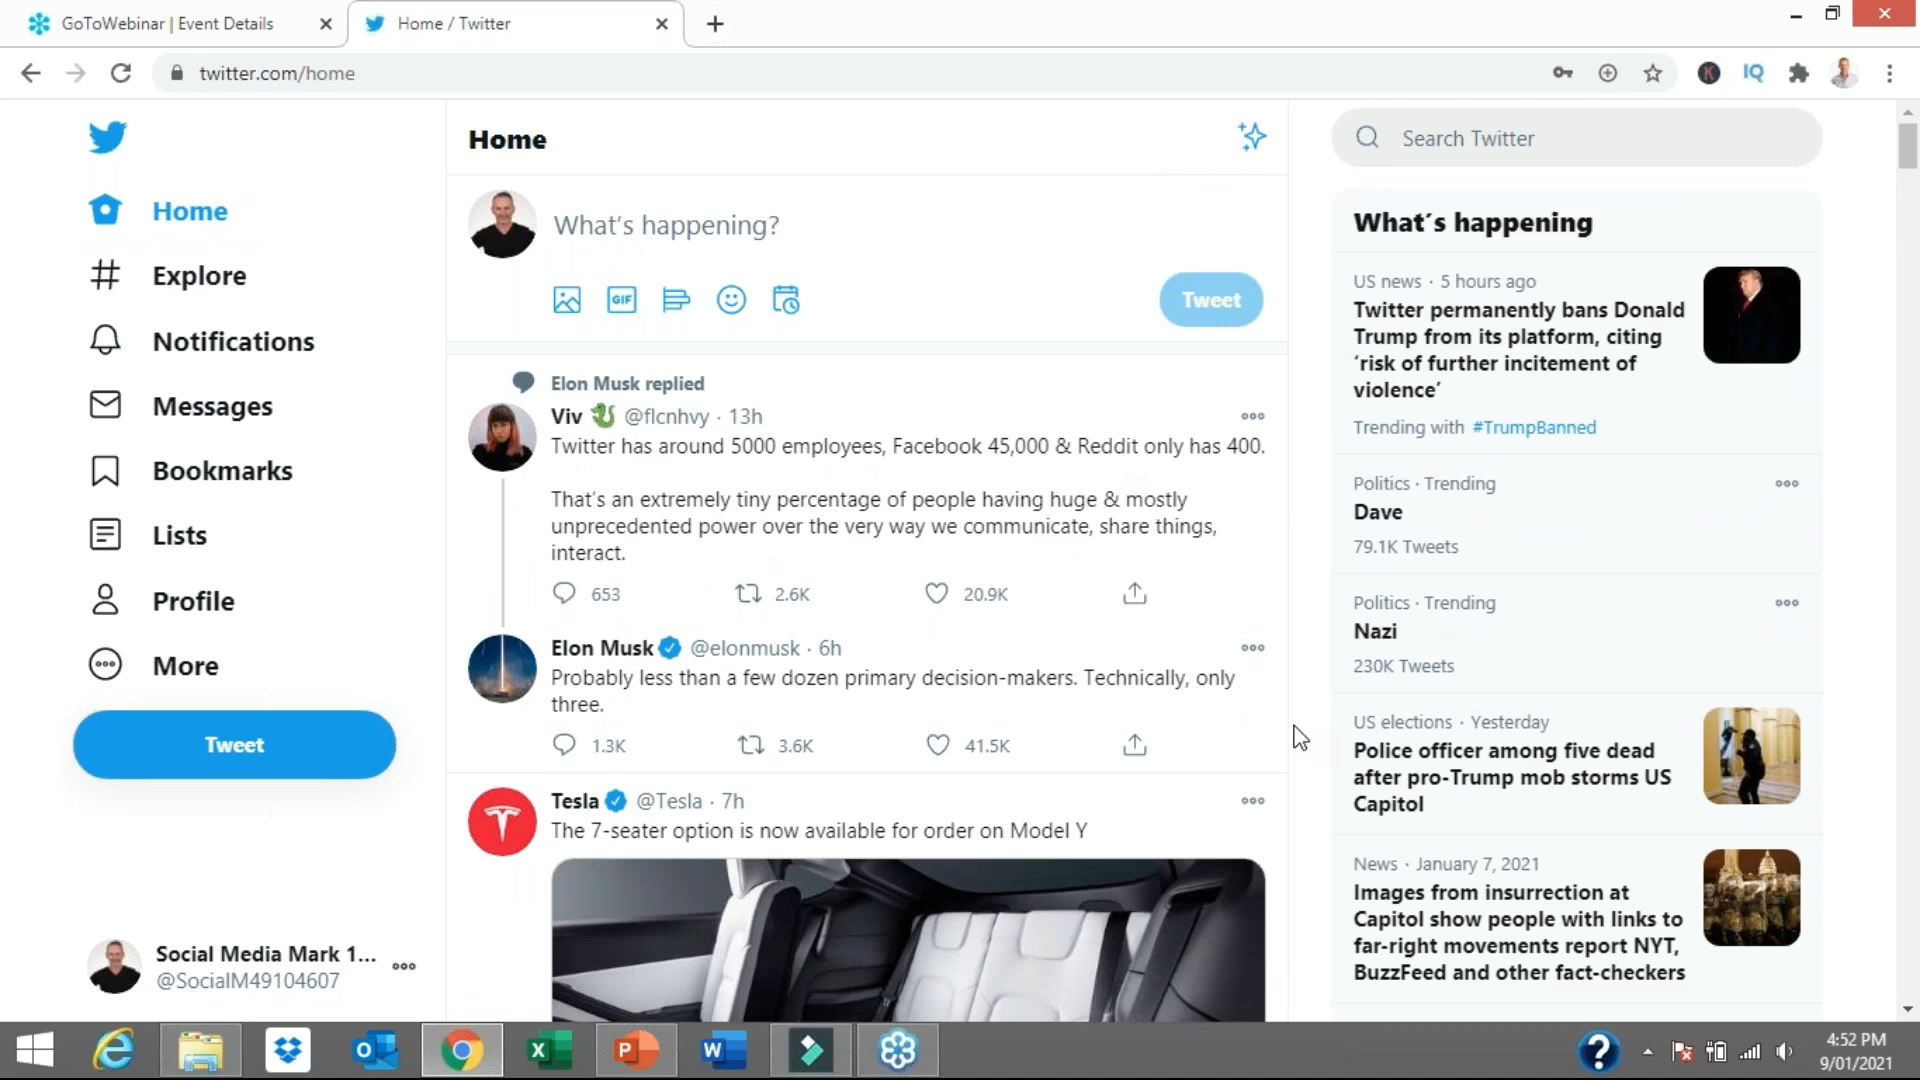 GoToWebinar | Event Details
Home / Twitter
twitter.com/home
IQ
K
Home
Explore
Notifications
Messages
Bookmarks
Lists
Profile
More
Tweet
Social Media Mark 1...
@SocialM49104607
Home
What's happening?
GIF
Tweet
Elon Musk replied
Viv @flcnhvy · 13h
Twitter has around 5000 employees, Facebook 45,000 & Reddit only has 400.
That's an extremely tiny percentage of people having huge & mostly
unprecedented power over the very way we communicate, share things,
interact.
653 2.6K 20.9K
Elon Musk @elonmusk · 6h
Probably less than a few dozen primary decision-makers. Technically, only
three.
1.3K 3.6K 41.5K
Tesla @Tesla · 7h
The 7-seater option is now available for order on Model Y
Search Twitter
What's happening
US news · 5 hours ago
Twitter permanently bans Donald
Trump from its platform, citing
‘risk of further incitement of
violence’
Trending with #TrumpBanned
Politics · Trending
Dave
79.1K Tweets
Politics · Trending
Nazi
230K Tweets
US elections · Yesterday
Police officer among five dead
after pro-Trump mob storms US
Capitol
News · January 7, 2021
Images from insurrection at
Capitol show people with links to
far-right movements report NYT,
BuzzFeed and other fact-checkers
4:52 PM
9/01/2021